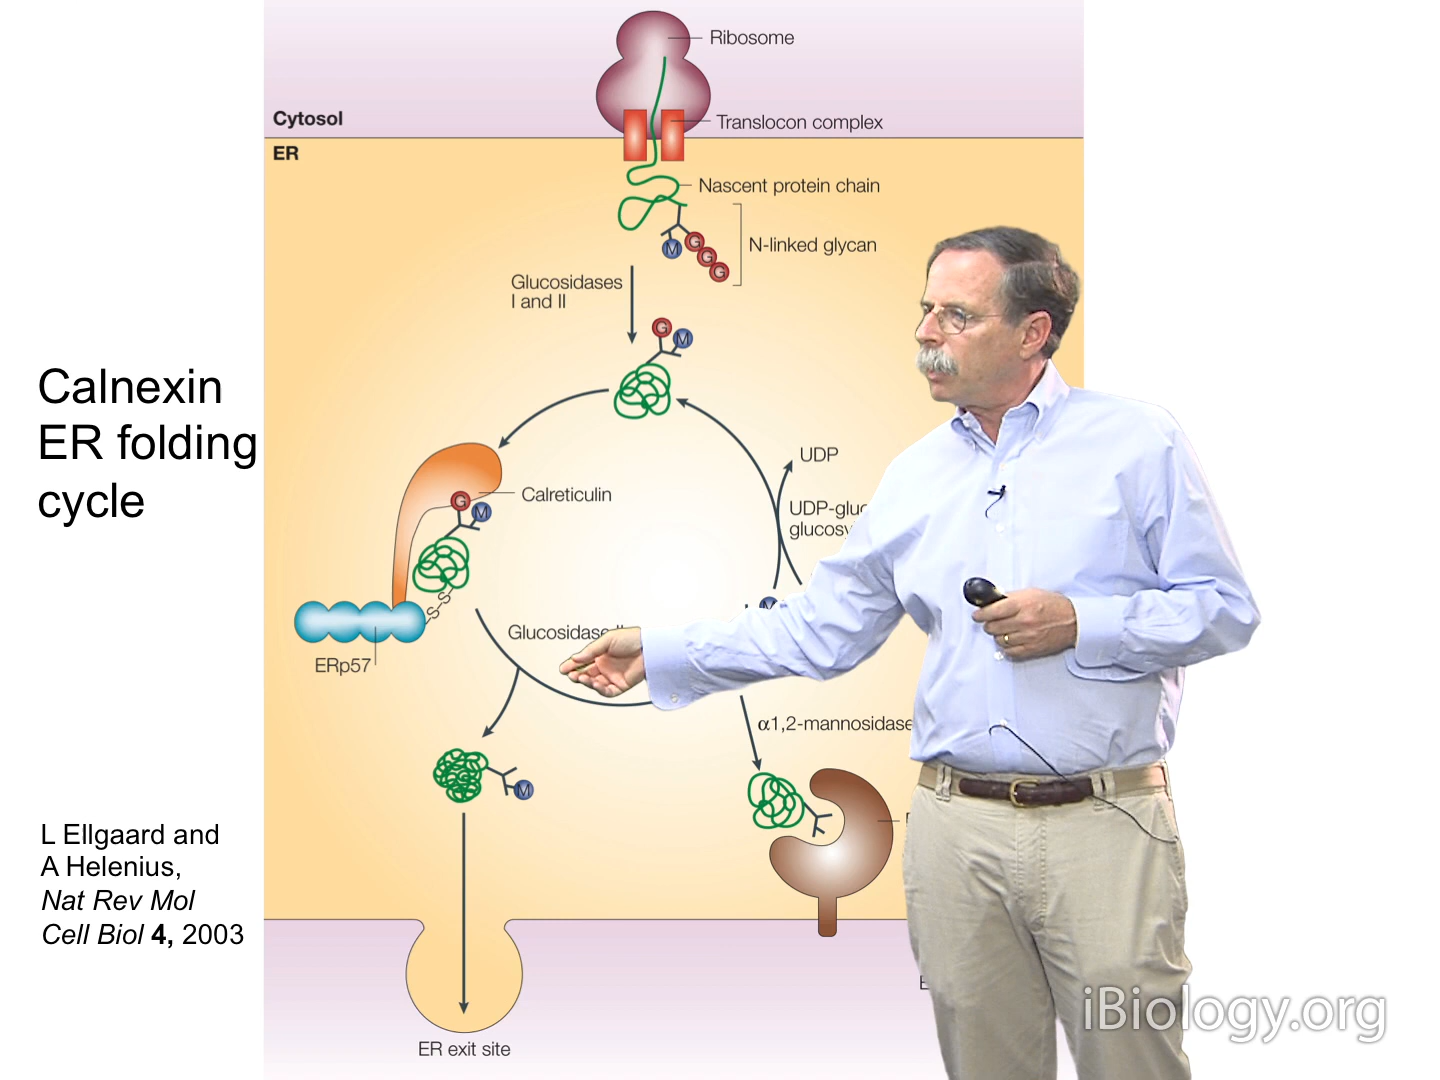 Ribosome
Cytosol
Translocon complex
ER
Nascent protein chain
N-linked glycan
M
G
G
G
Glucosidases
I and II
G
M
Calnexin
ER folding
cycle
UDP
Calreticulin
G
M
S-S
ERp57
M
α1,2-mannosidase
M
L Ellgaard and
A Helenius,
Nat Rev Mol
Cell Biol 4, 2003
ER exit site
iBiology.org